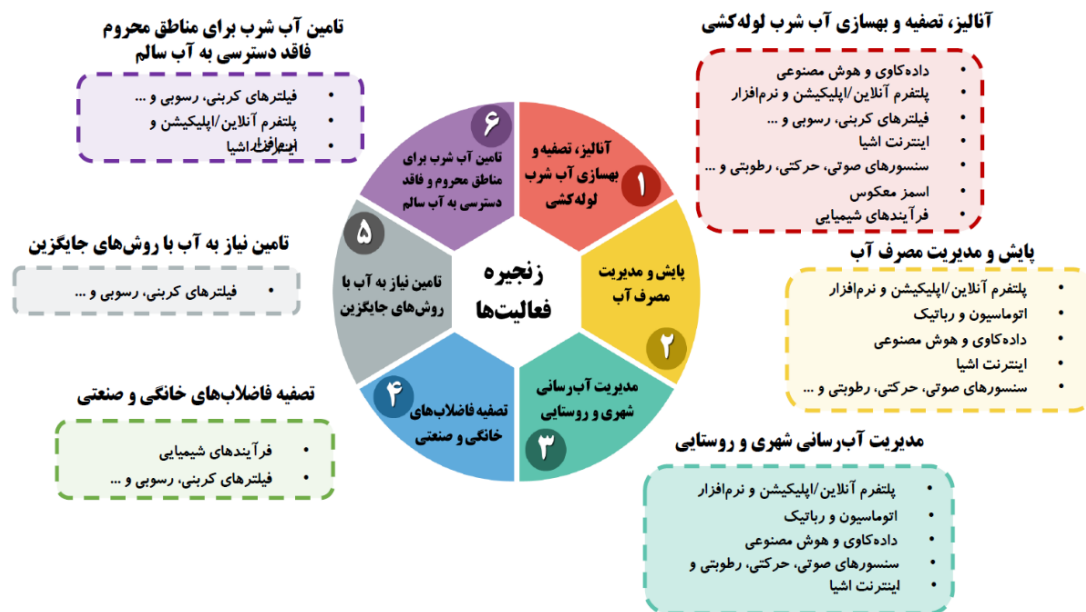 آنالیز، تصفیه و بهسازی آب شرب لوله‌کشی
• داده‌کاوی و هوش مصنوعی
• پلتفرم آنلاین/اپلیکیشن و نرم‌افزار
• فیلترهای کربنی، رسوبی و ...
• اینترنت اشیا
• سنسورهای صوتی، حرکتی، رطوبتی و ...
• اسمز معکوس
• فرآیندهای شیمیایی
پایش و مدیریت مصرف آب
• پلتفرم آنلاین/اپلیکیشن و نرم‌افزار
• اتوماسیون و رباتیک
• داده‌کاوی و هوش مصنوعی
• اینترنت اشیا
• سنسورهای صوتی، حرکتی، رطوبتی و ...
مدیریت آب‌رسانی شهری و روستایی
• پلتفرم آنلاین/اپلیکیشن و نرم‌افزار
• اتوماسیون و رباتیک
• داده‌کاوی و هوش مصنوعی
• سنسورهای صوتی، حرکتی، رطوبتی و
• اینترنت اشیا
زنجیره
فعالیت‌ها
۱
آنالیز، تصفیه و
بهسازی آب شرب
لوله‌کشی
۲
پایش و مدیریت
مصرف آب
۳
مدیریت آب‌رسانی
شهری و روستایی
۴
تصفیه فاضلاب‌های
خانگی و صنعتی
۵
تامین نیاز به آب با
روش‌های جایگزین
۶
تامین آب شرب برای
مناطق محروم و فاقد
دسترسی به آب سالم
تامین آب شرب برای مناطق محروم
فاقد دسترسی به آب سالم
• فیلترهای کربنی، رسوبی و ...
• پلتفرم آنلاین/اپلیکیشن و
نرم‌افزار
• اینترنت اشیا
تامین نیاز به آب با روش‌های جایگزین
• فیلترهای کربنی، رسوبی و ...
تصفیه فاضلاب‌های خانگی و صنعتی
• فرآیندهای شیمیایی
• فیلترهای کربنی، رسوبی و ...